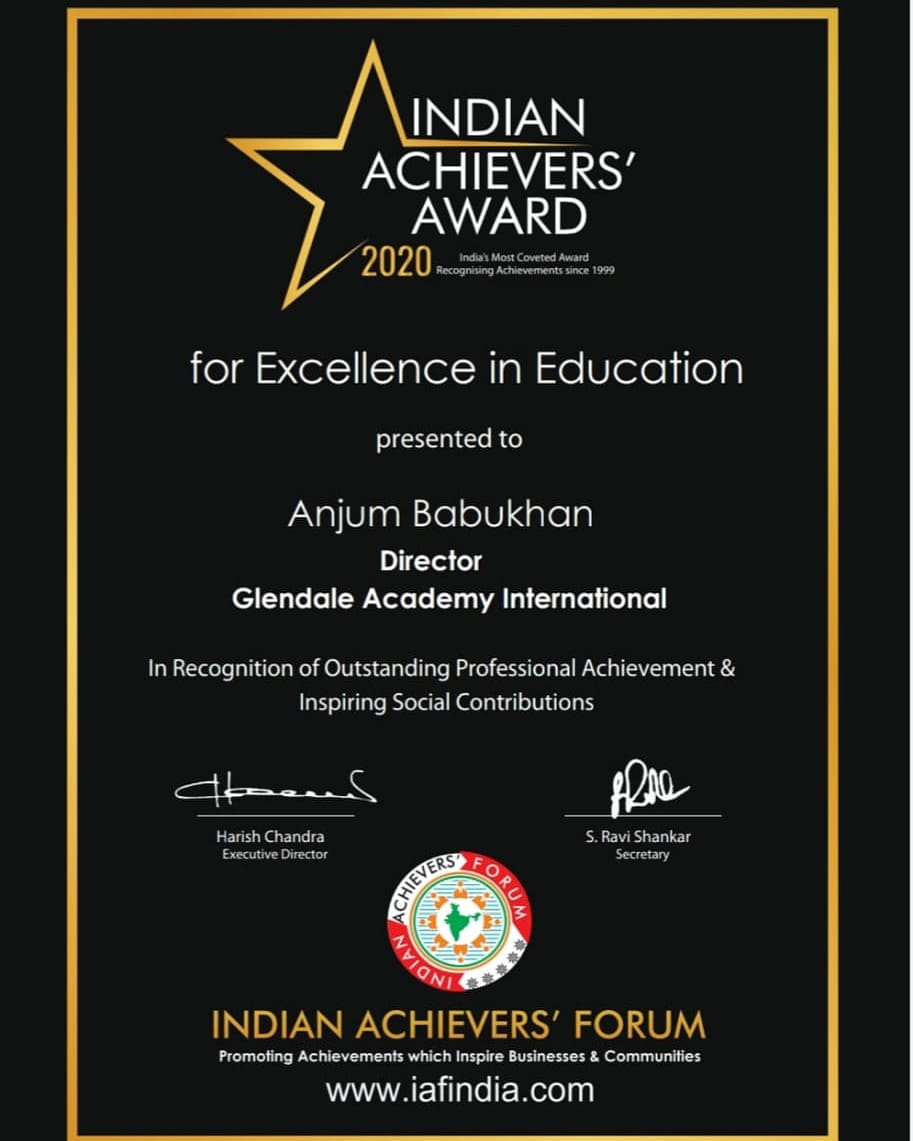 INDIAN
ACHIEVERS'
AWARD
2020
India's Most Coveted Award
Recognising Achievements since 1999
for Excellence in Education
presented to
Anjum Babukhan
Director
Glendale Academy International
In Recognition of Outstanding Professional Achievement &
Inspiring Social Contributions
Harish Chandra
Executive Director
S. Ravi Shankar
Secretary
INDIAN ACHIEVERS' FORUM
INDIAN ACHIEVERS' FORUM
Promoting Achievements which Inspire Businesses & Communities
www.iafindia.com